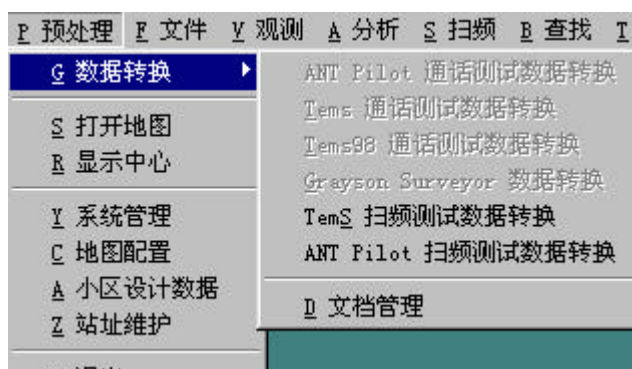 P 预处理 F 文件 V 观测 A 分析 S 扫频 B 查找 T
G 数据转换
S 打开地图
R 显示中心
Y 系统管理
C 地图配置
A 小区设计数据
Z 站址维护
ANT Pilot 通话测试数据转换
Tems 通话测试数据转换
Tems98 通话测试数据转换
Grayson Surveyor 数据转换
TemS 扫频测试数据转换
ANT Pilot 扫频测试数据转换
D 文档管理